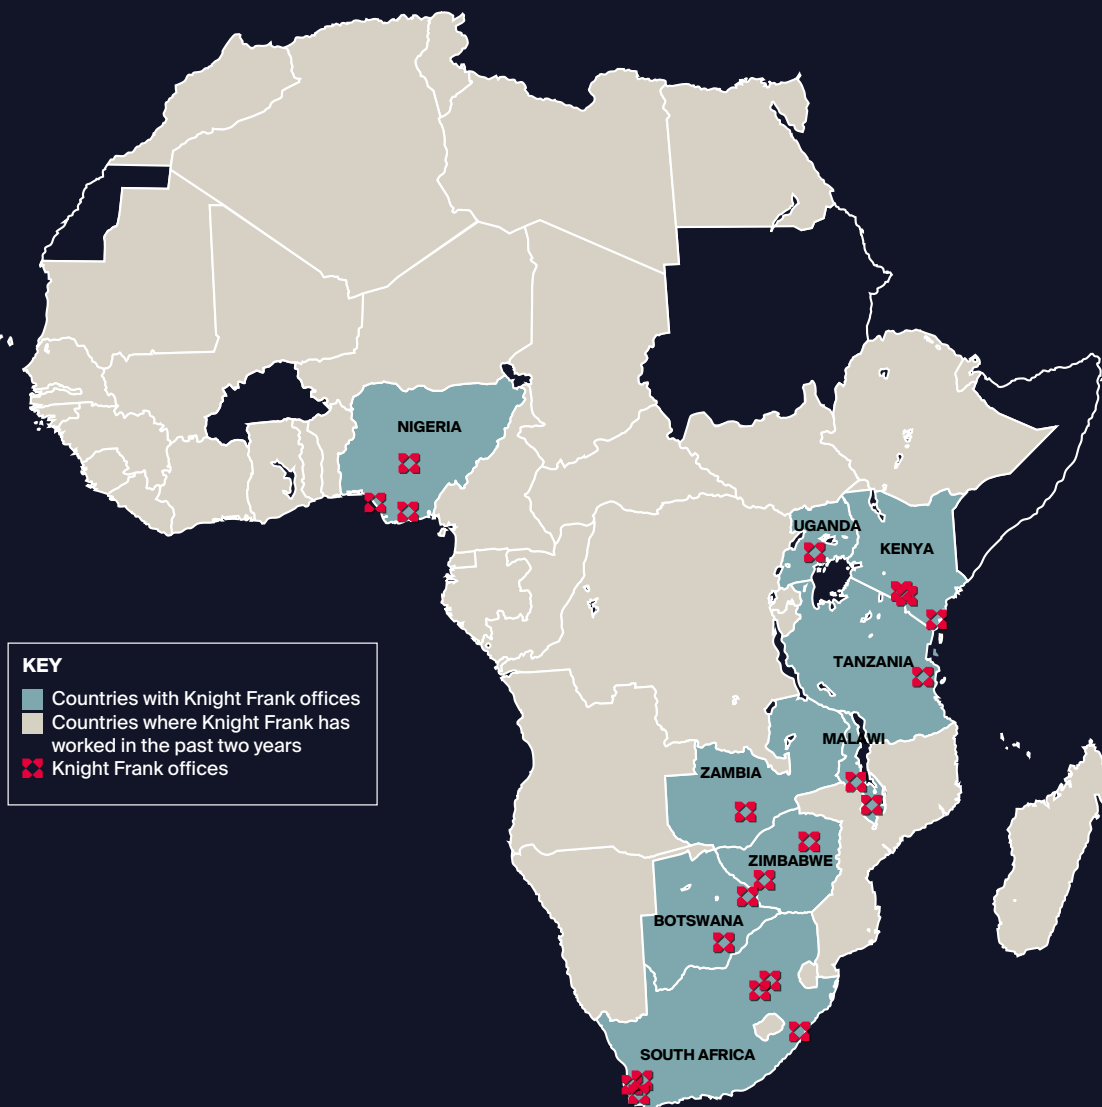 NIGERIA
UGANDA
KENYA
TANZANIA
MALAWI
ZAMBIA
ZIMBABWE
BOTSWANA
SOUTH AFRICA
KEY
Countries with Knight Frank offices
Countries where Knight Frank has
worked in the past two years
Knight Frank offices